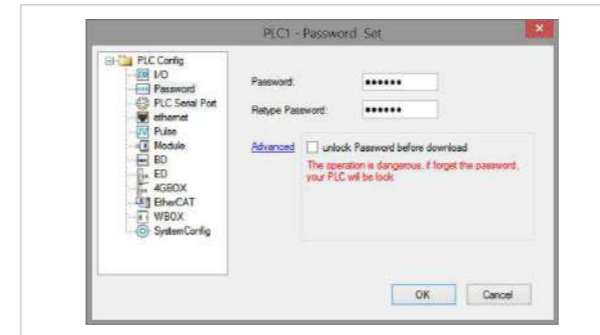 PLC1 - Password Set
PLC Config
I/O
Password
PLC Serial Port
ethernet
Pulse
Module
BD
ED
4GBOX
EtherCAT
WBOX
SystemConfig
Password:
Retype Password:
Advanced
unlock Password before download
The operation is dangerous, if forget the password,
your PLC will be lock
OK
Cancel